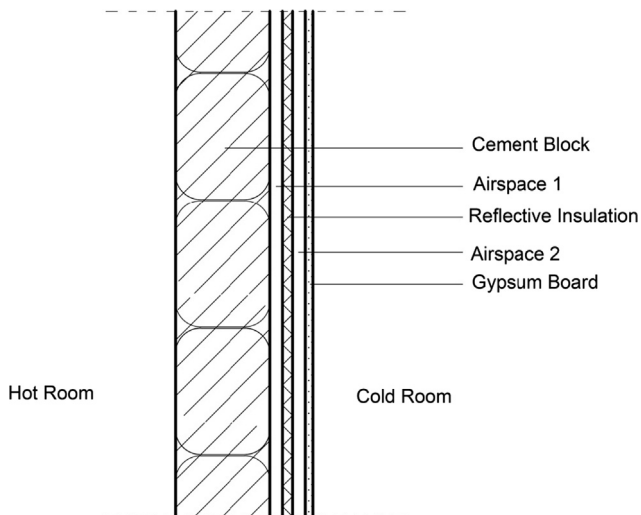 Cement Block
Airspace 1
Reflective Insulation
Airspace 2
Gypsum Board
Hot Room
Cold Room